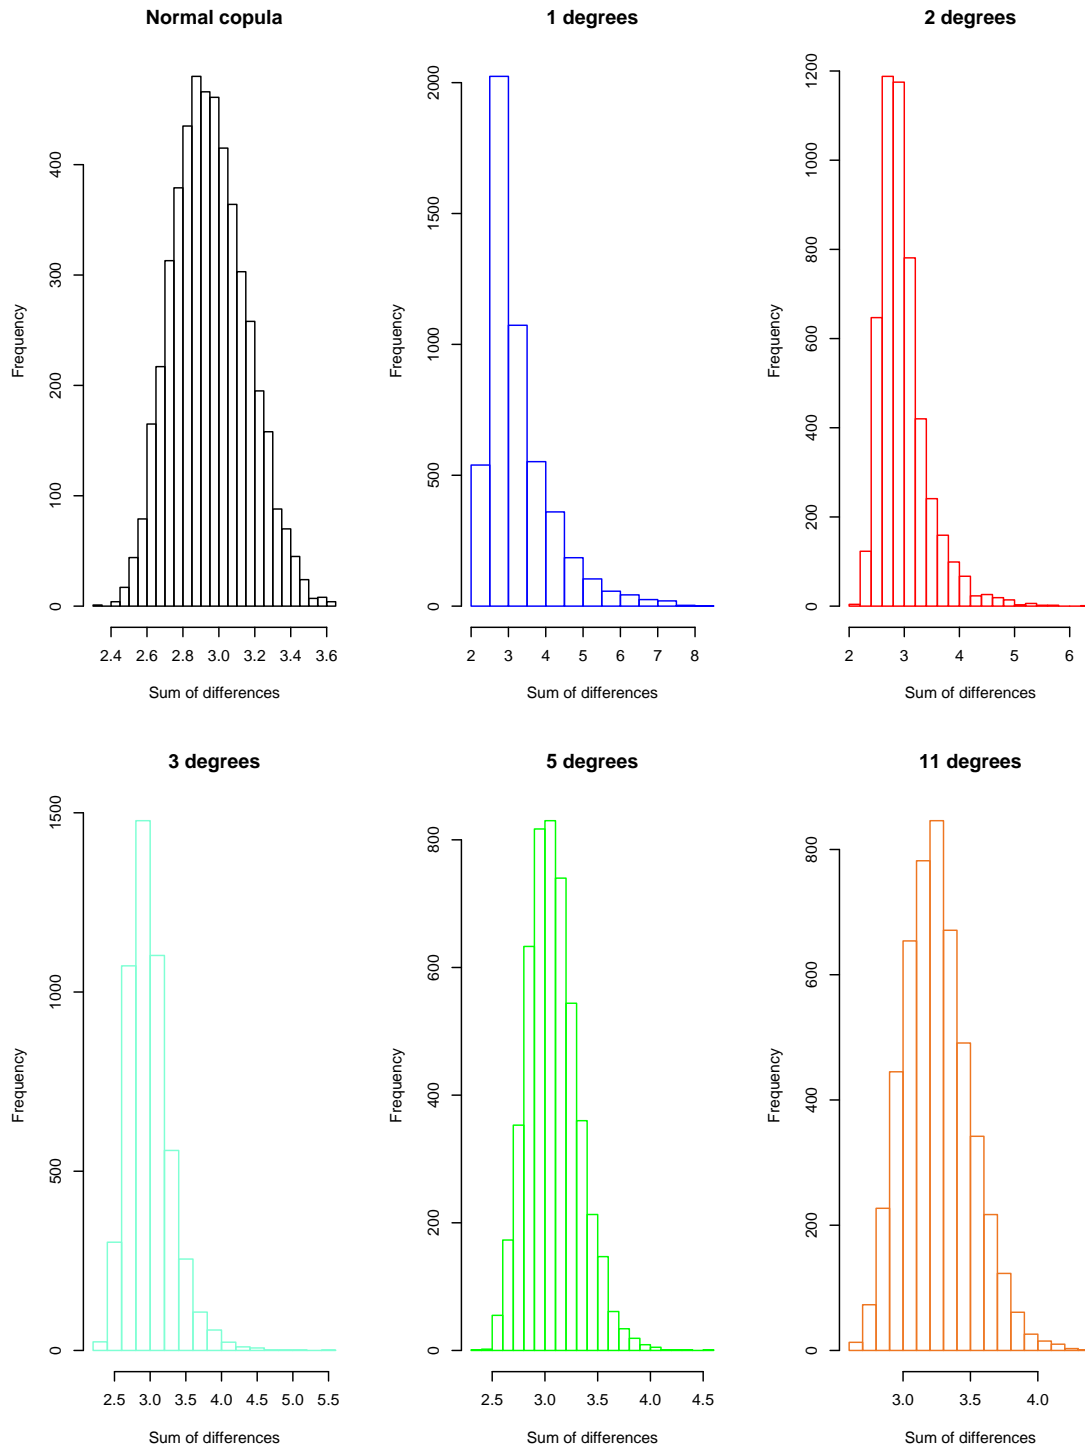 Normal copula
1 degrees
2 degrees
Frequency
0 100 200 300 400
2.4 2.6 2.8 3.0 3.2 3.4 3.6
Sum of differences
Frequency
0 500 1000 1500 2000
2 3 4 5 6 7 8
Sum of differences
Frequency
0 200 400 600 800 1000 1200
2 3 4 5 6
Sum of differences
3 degrees
5 degrees
11 degrees
Frequency
0 500 1000 1500
2.5 3.0 3.5 4.0 4.5 5.0 5.5
Sum of differences
Frequency
0 200 400 600 800
2.5 3.0 3.5 4.0 4.5
Sum of differences
Frequency
0 200 400 600 800
3.0 4.0
Sum of differences